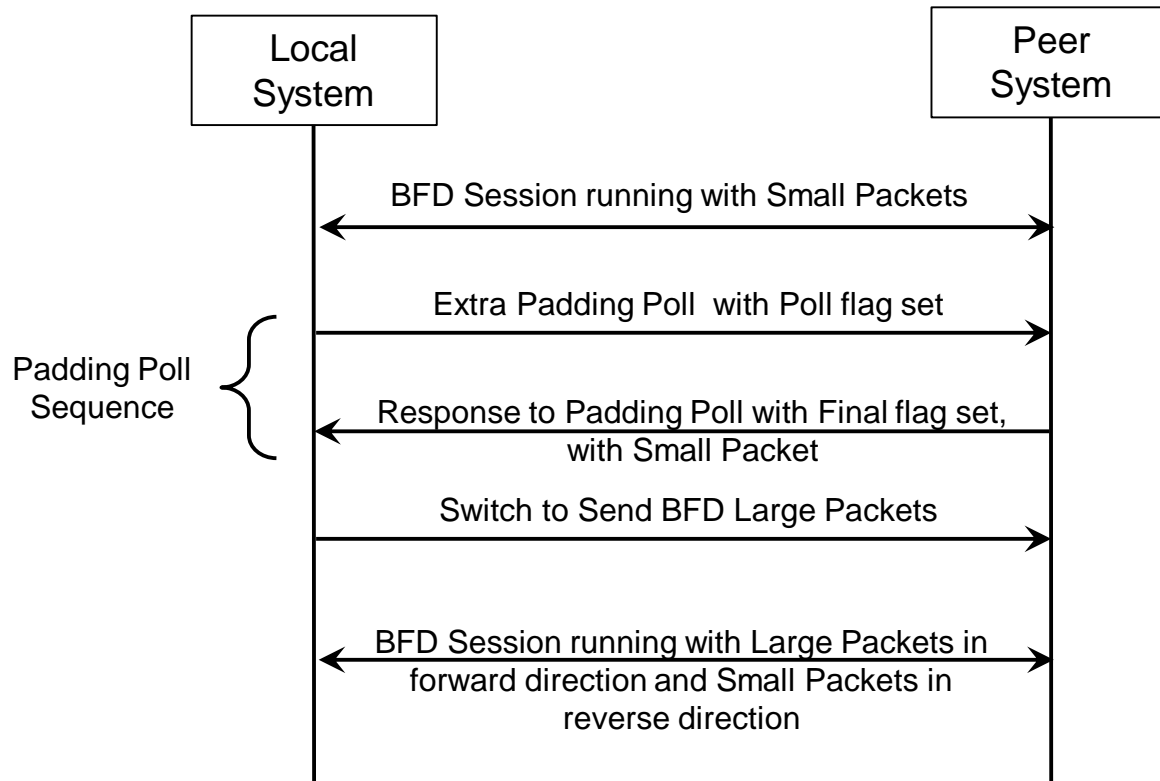 Local
System
Peer
System
BFD Session running with Small Packets
Extra Padding Poll with Poll flag set
Padding Poll
Sequence
Response to Padding Poll with Final flag set,
with Small Packet
Switch to Send BFD Large Packets
BFD Session running with Large Packets in
forward direction and Small Packets in
reverse direction